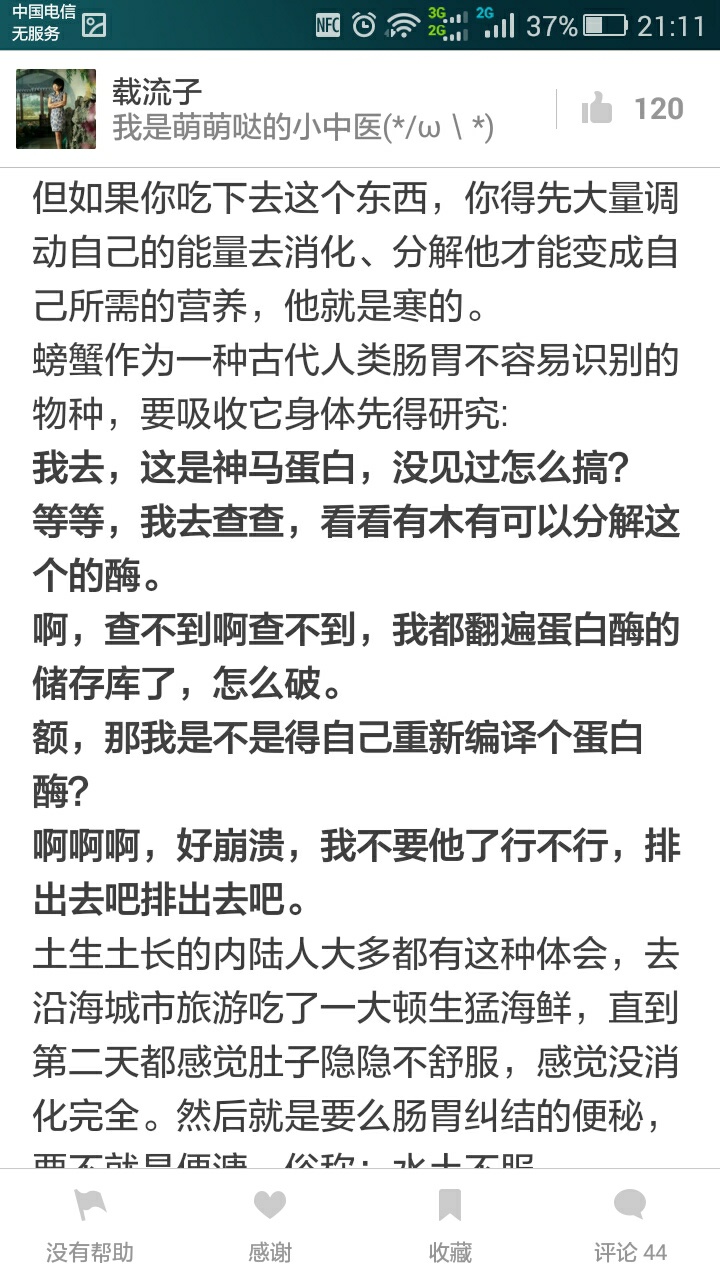 中国电信
无服务
NFC
3G
2G
2G
37%
21:11
载流子
我是萌萌哒的小中医(*/ω＼*)
120
但如果你吃下去这个东西，你得先大量调
动自己的能量去消化、分解他才能变成自
己所需的营养，他就是寒的。
螃蟹作为一种古代人类肠胃不容易识别的
物种，要吸收它身体先得研究:
我去，这是神马蛋白，没见过怎么搞?
等等，我去查查，看看有木有可以分解这
个的酶。
啊，查不到啊查不到，我都翻遍蛋白酶的
储存库了，怎么破。
额，那我是不是得自己重新编译个蛋白
酶?
啊啊啊，好崩溃，我不要他了行不行，排
出去吧排出去吧。
土生土长的内陆人大多都有这种体会，去
沿海城市旅游吃了一大顿生猛海鲜，直到
第二天都感觉肚子隐隐不舒服，感觉没消
化完全。然后就是要么肠胃纠结的便秘，
要不就是便溏，俗称：水土不服
没有帮助
感谢
收藏
评论 44